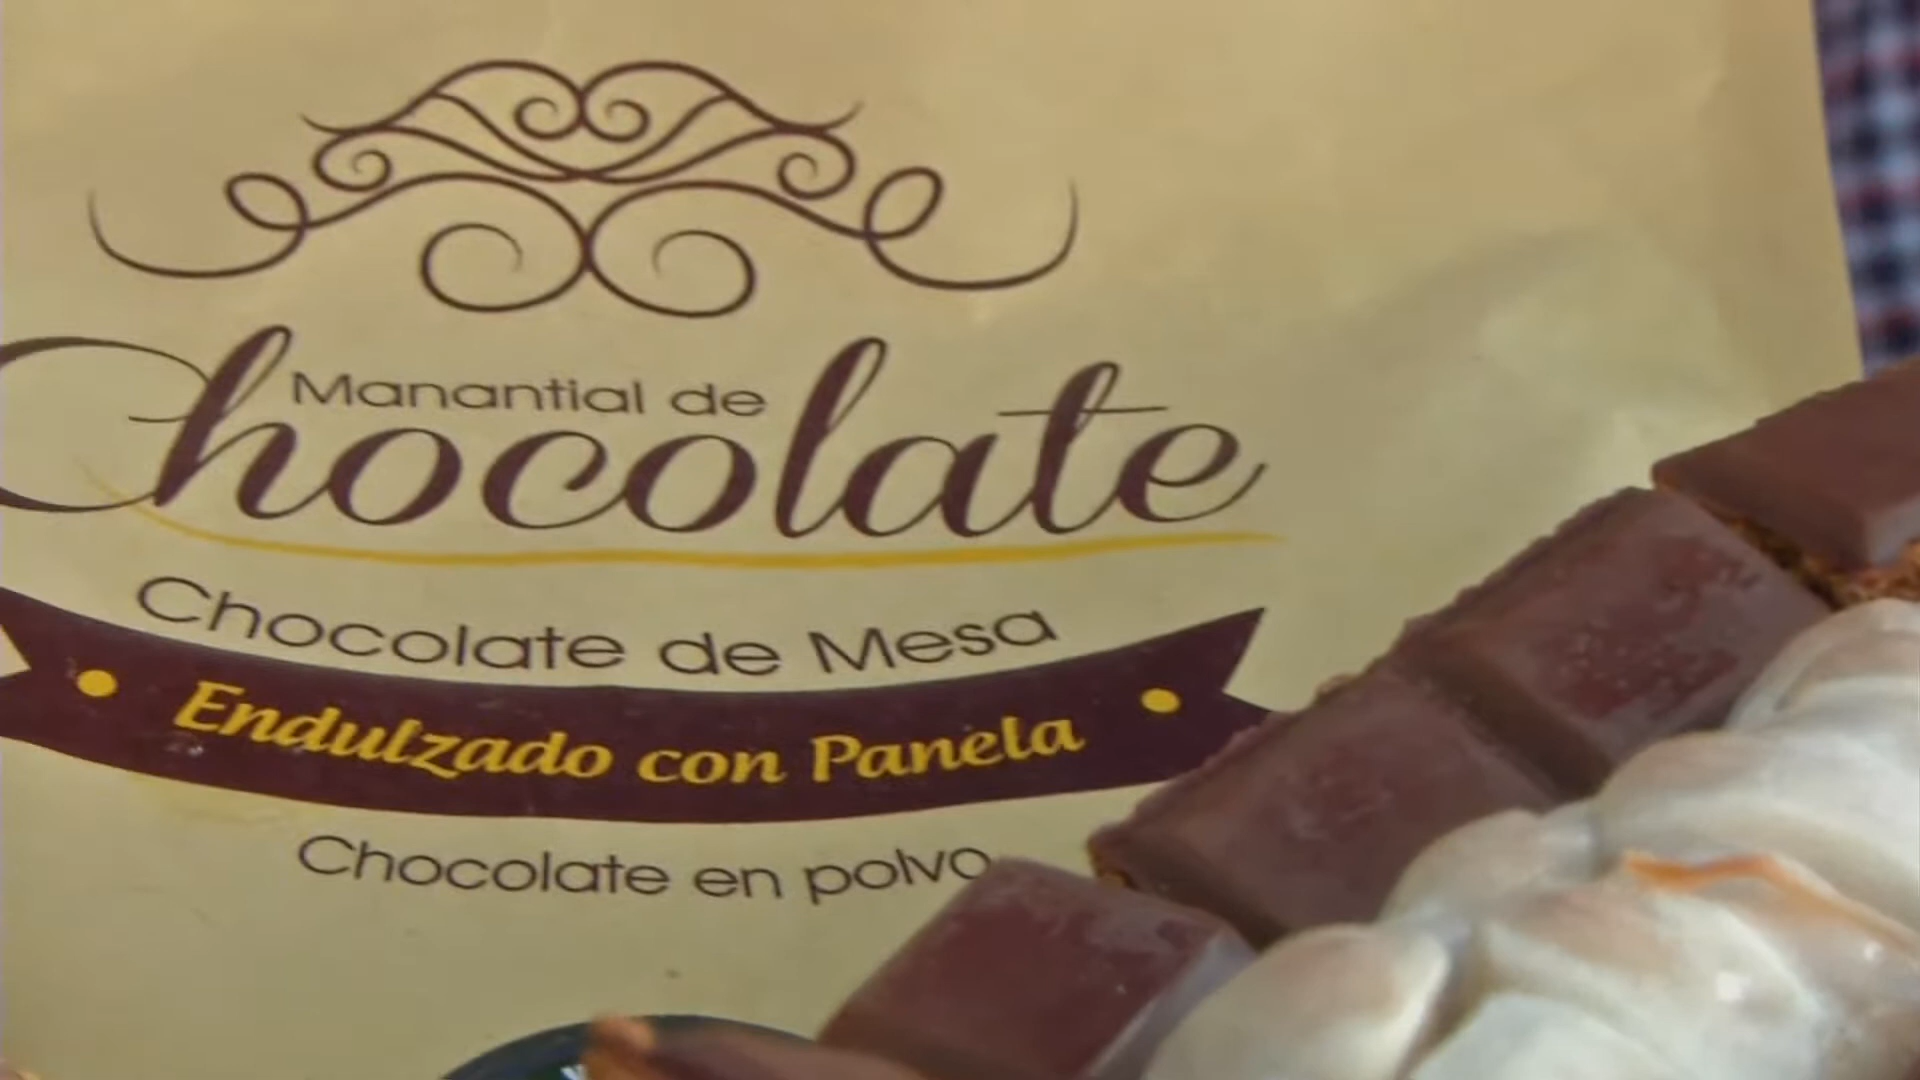 Manantial de
Chocolate
Chocolate de Mesa
Endulzado con Panela
Chocolate en polvo